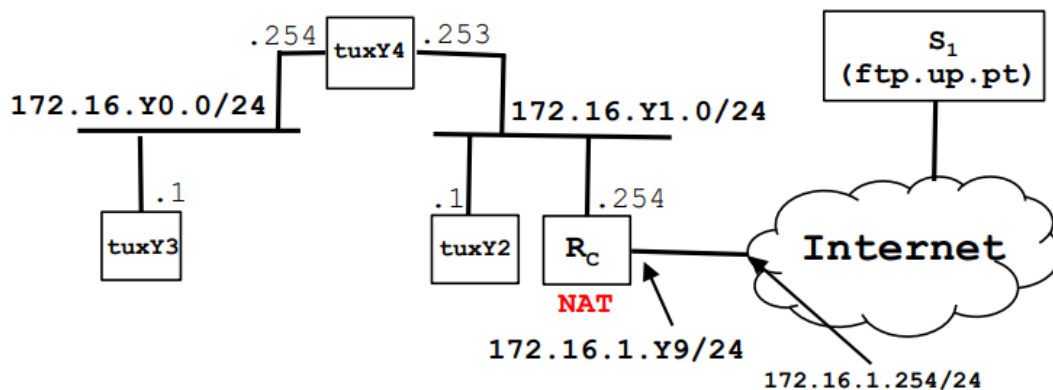 .254
tuxY4
.253
S1
(ftp.up.pt)
172.16.Y0.0/24
172.16.Y1.0/24
.1
tuxY3
.1
tuxY2
.254
RC
NAT
Internet
172.16.1.Y9/24
172.16.1.254/24